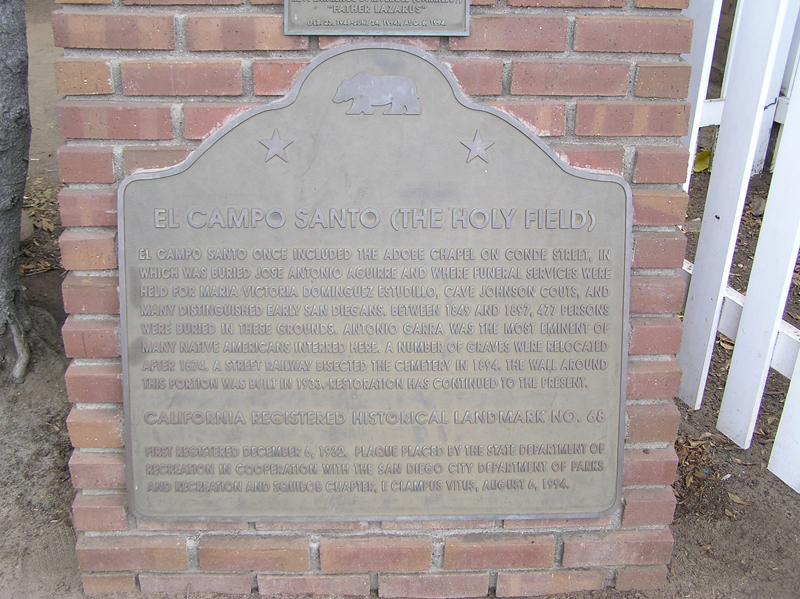 "FATHER LAZARUS"
EL CAMPO SANTO (THE HOLY FIELD)
EL CAMPO SANTO ONCE INCLUDED THE ADOBE CHAPEL ON CONDE STREET, IN
WHICH WAS BURIED JOSE ANTONIO AGUIRRE AND WHERE FUNERAL SERVICES WERE
HELD FOR MARIA VICTORIA DOMINGUEZ ESTUDILLO, CAVE JOHNSON COUTS, AND
MANY DISTINGUISHED EARLY SAN DIEGANS. BETWEEN 1849 AND 1897, 477 PERSONS
WERE BURIED IN THESE GROUNDS. ANTONIO GARRA WAS THE MOST EMINENT OF
MANY NATIVE AMERICANS INTERRED HERE. A NUMBER OF GRAVES WERE RELOCATED
AFTER 1874. A STREET RAILWAY BISECTED THE CEMETERY IN 1894. THE WALL AROUND
THIS PORTION WAS BUILT IN 1933. RESTORATION HAS CONTINUED TO THE PRESENT.
CALIFORNIA REGISTERED HISTORICAL LANDMARK NO. 68
FIRST REGISTERED DECEMBER 6, 1932. PLAQUE PLACED BY THE STATE DEPARTMENT OF
RECREATION IN COOPERATION WITH THE SAN DIEGO CITY DEPARTMENT OF PARKS
AND RECREATION AND SQUIBOB CHAPTER, E CLAMPUS VITUS, AUGUST 6, 1994.